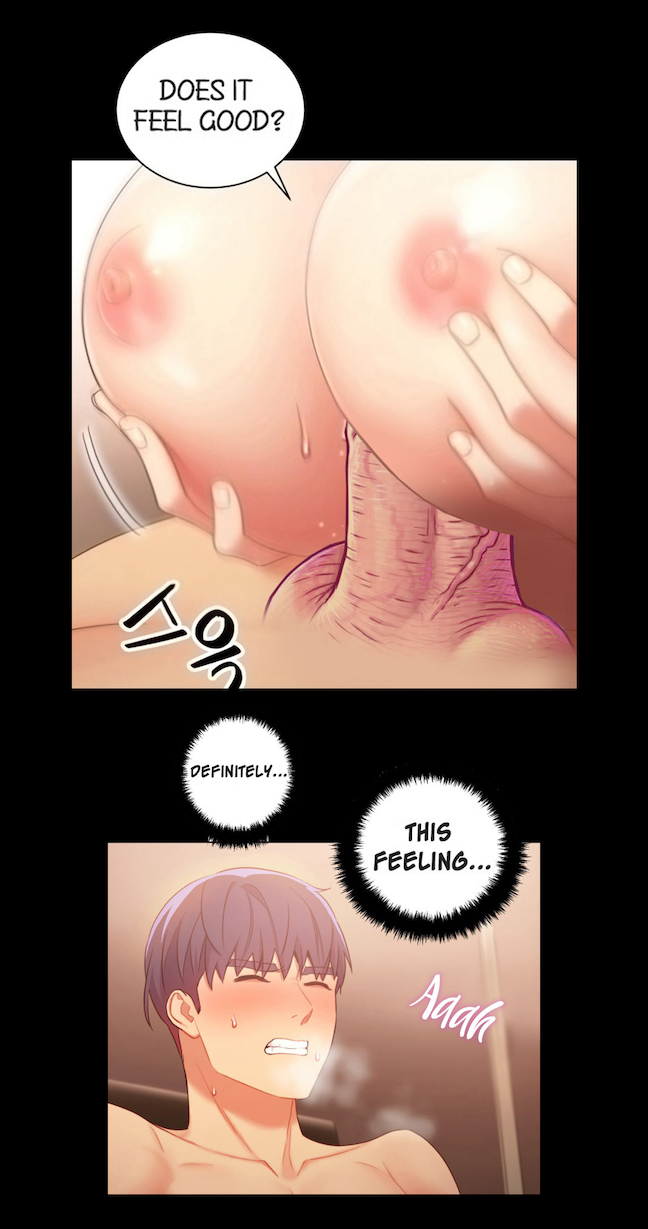 DOES IT
FEEL GOOD?
스윽
DEFINITELY...
THIS
FEELING...
Aaah